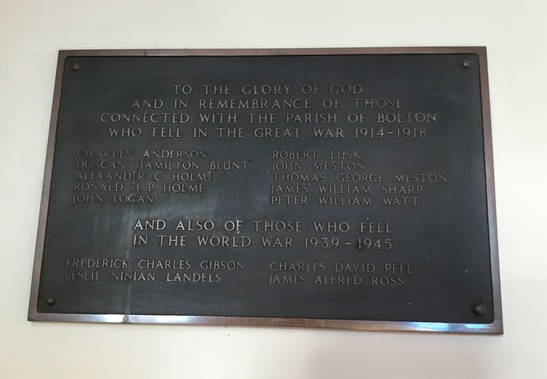 TO THE GLORY OF GOD
AND IN REMEMBRANCE OF THOSE
CONNECTED WITH THE PARISH OF BOLTON
WHO FELL IN THE GREAT WAR 1914-1918
CHARLES ANDERSON
DUNCAN HAMILTON BLUNT
ALEXANDER C HOLME
RONALD H P HOLME
JOHN LOGAN
ROBERT LUSK
JOHN MESTON
THOMAS GEORGE MESTON
JAMES WILLIAM SHARP
PETER WILLIAM WATT
AND ALSO OF THOSE WHO FELL
IN THE WORLD WAR 1939-1945
FREDERICK CHARLES GIBSON
LESLIE NINIAN LANDELS
CHARLES DAVID PEEL
JAMES ALFRED ROSS